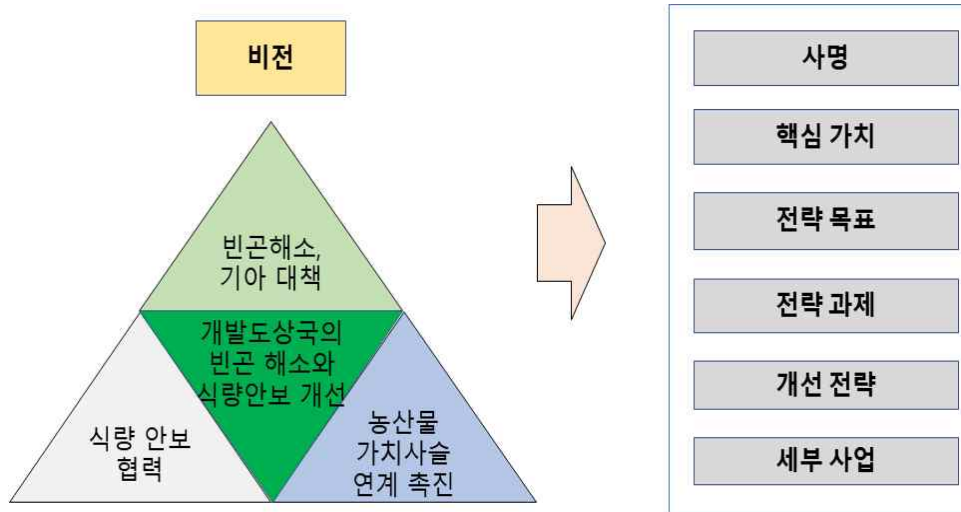 비전
빈곤해소,
기아 대책
개발도상국의
빈곤 해소와
식량안보 개선
식량 안보
협력
농산물
가치사슬
연계 촉진
사명
핵심 가치
전략 목표
전략 과제
개선 전략
세부 사업